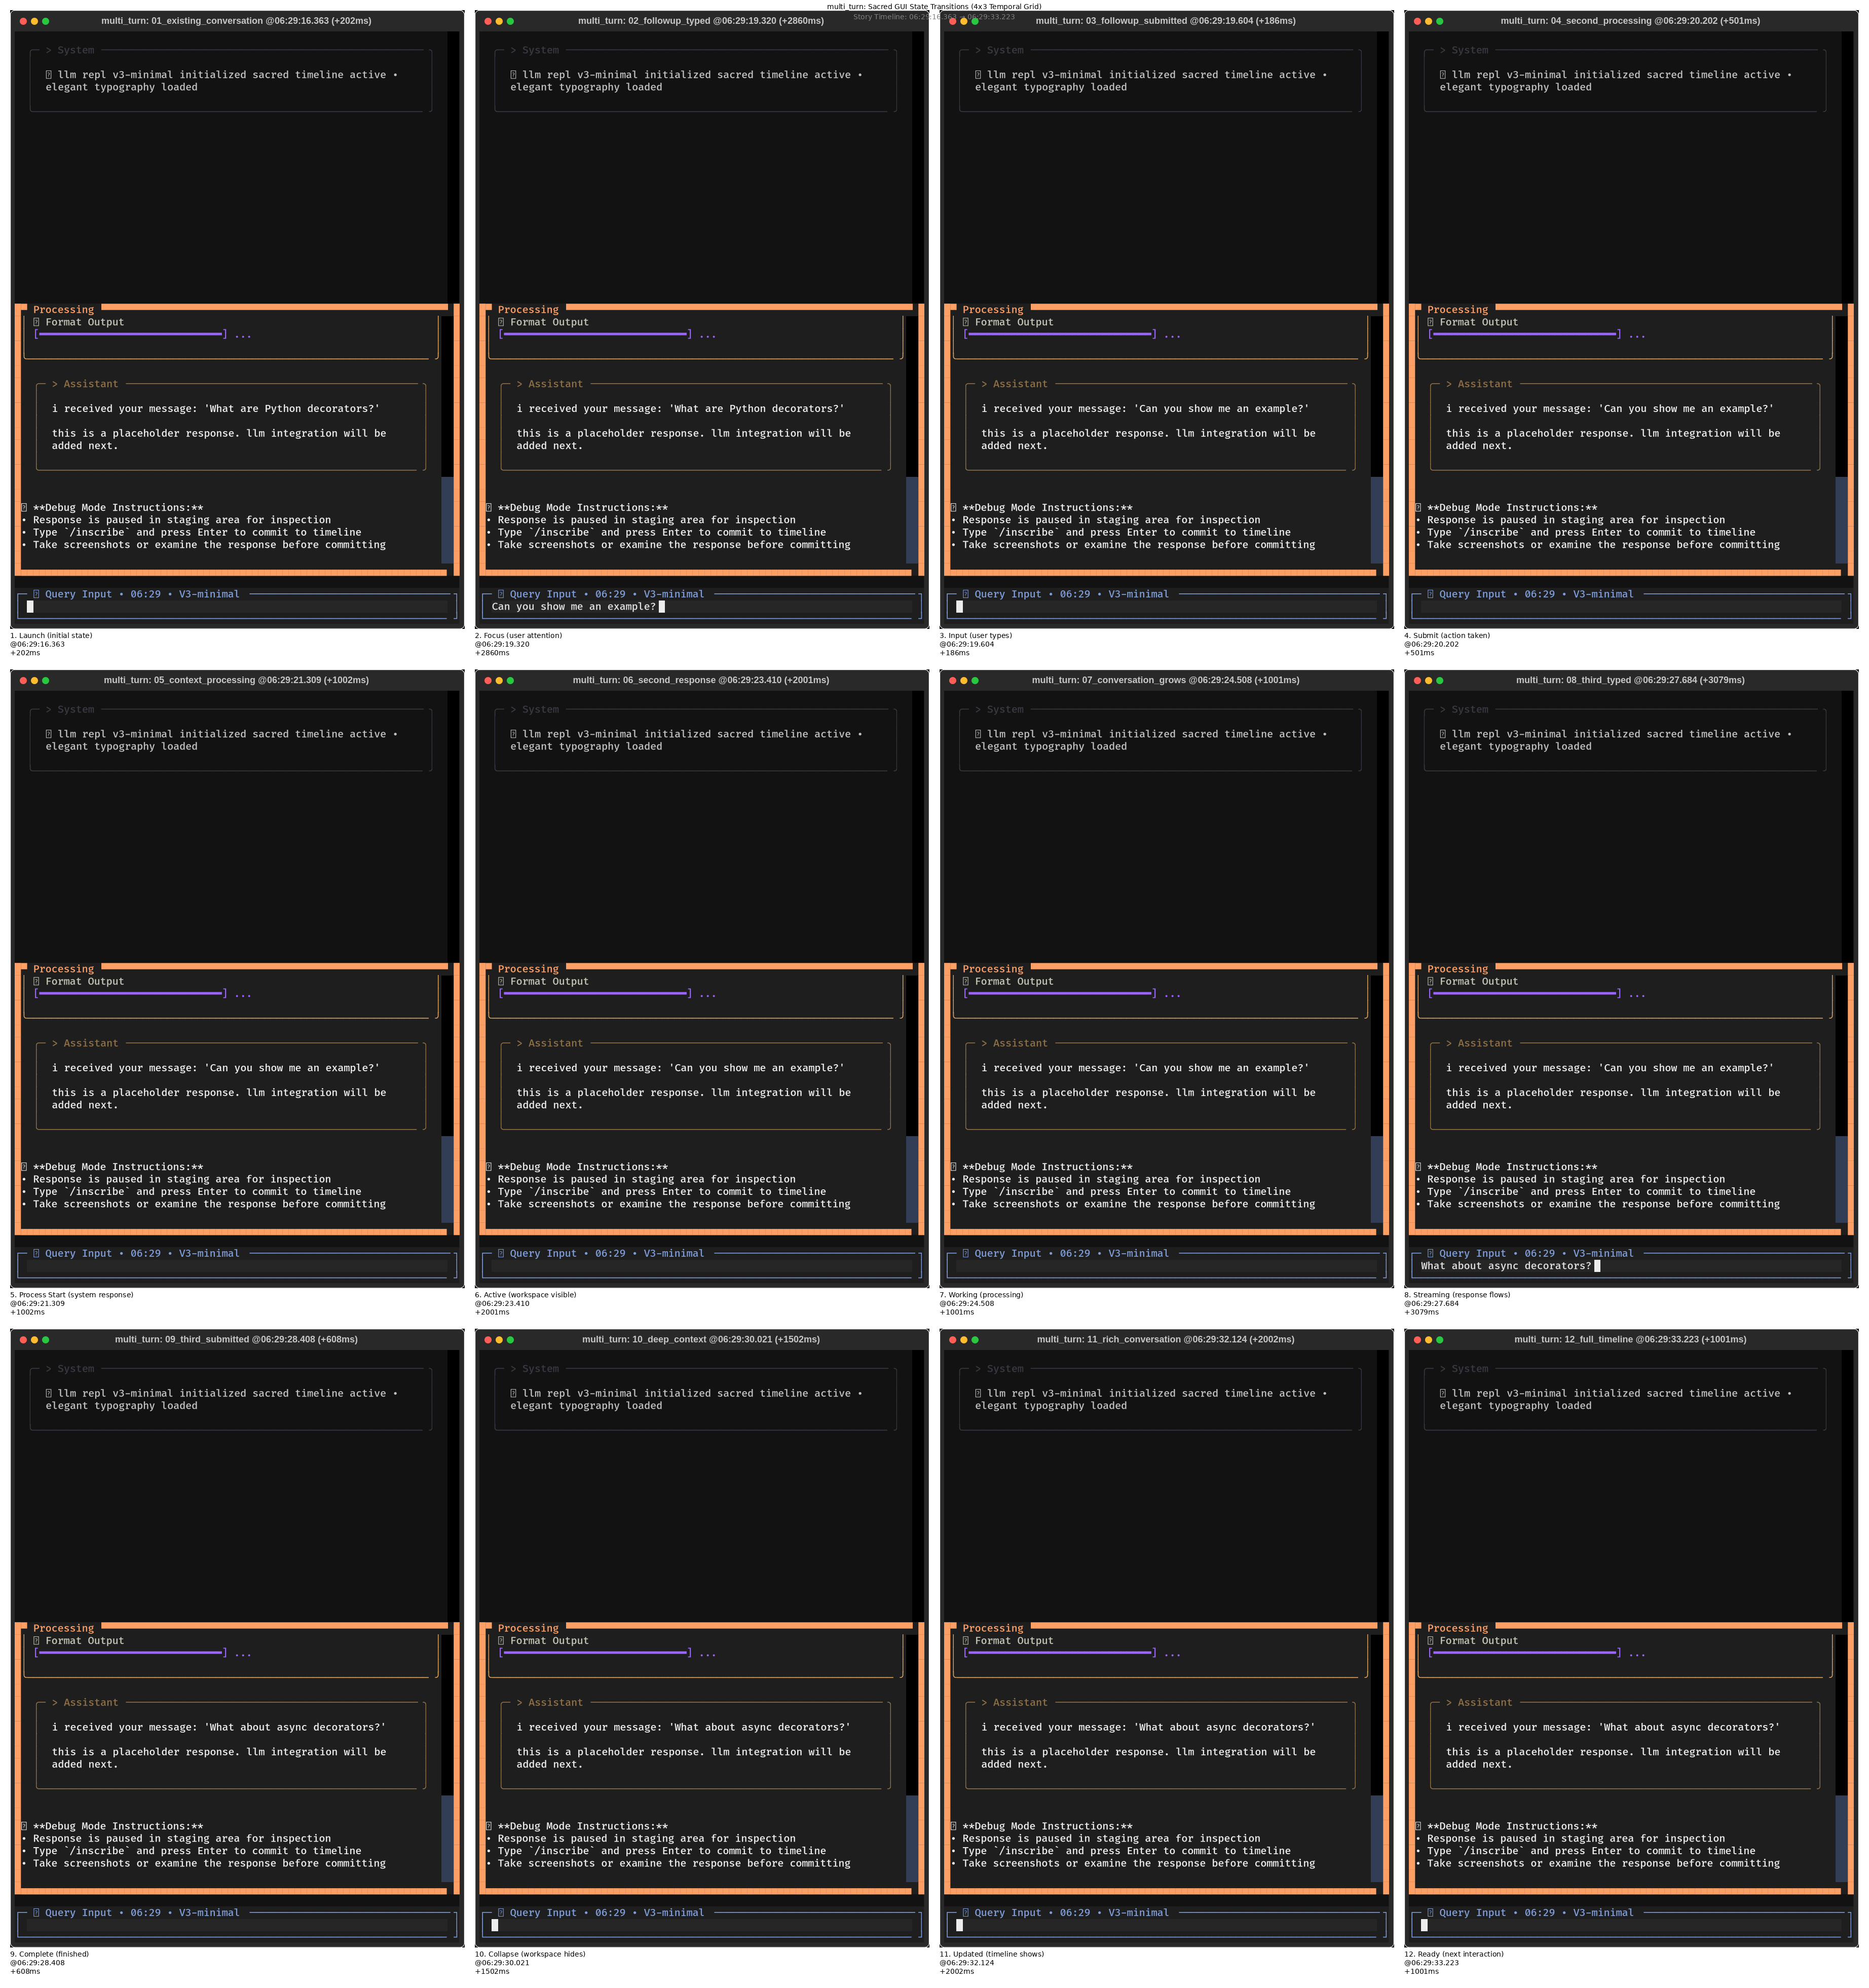 multi_turn: Sacred GUI State Transitions (4x3 Temporal Grid)
Story Timeline: 06:29:16.363 → 06:29:33.223
multi_turn: 01_existing_conversation @06:29:16.363 (+202ms)
> System
llm repl v3-minimal initialized sacred timeline active •
elegant typography loaded
Processing
Format Output
[━━━━━━━━━━━━━━━━━━━━━━━━━━━━━━] ...
> Assistant
i received your message: 'What are Python decorators?'
this is a placeholder response. llm integration will be
added next.
**Debug Mode Instructions:**
• Response is paused in staging area for inspection
• Type `/inscribe` and press Enter to commit to timeline
• Take screenshots or examine the response before committing
Query Input • 06:29 • V3-minimal
1. Launch (initial state)
@06:29:16.363
+202ms
multi_turn: 02_followup_typed @06:29:19.320 (+2860ms)
> System
llm repl v3-minimal initialized sacred timeline active •
elegant typography loaded
Processing
Format Output
[━━━━━━━━━━━━━━━━━━━━━━━━━━━━━━] ...
> Assistant
i received your message: 'What are Python decorators?'
this is a placeholder response. llm integration will be
added next.
**Debug Mode Instructions:**
• Response is paused in staging area for inspection
• Type `/inscribe` and press Enter to commit to timeline
• Take screenshots or examine the response before committing
Query Input • 06:29 • V3-minimal
Can you show me an example?
2. Focus (user attention)
@06:29:19.320
+2860ms
multi_turn: 03_followup_submitted @06:29:19.604 (+186ms)
> System
llm repl v3-minimal initialized sacred timeline active •
elegant typography loaded
Processing
Format Output
[━━━━━━━━━━━━━━━━━━━━━━━━━━━━━━] ...
> Assistant
i received your message: 'Can you show me an example?'
this is a placeholder response. llm integration will be
added next.
**Debug Mode Instructions:**
• Response is paused in staging area for inspection
• Type `/inscribe` and press Enter to commit to timeline
• Take screenshots or examine the response before committing
Query Input • 06:29 • V3-minimal
3. Input (user types)
@06:29:19.604
+186ms
multi_turn: 04_second_processing @06:29:20.202 (+501ms)
> System
llm repl v3-minimal initialized sacred timeline active •
elegant typography loaded
Processing
Format Output
[━━━━━━━━━━━━━━━━━━━━━━━━━━━━━━] ...
> Assistant
i received your message: 'Can you show me an example?'
this is a placeholder response. llm integration will be
added next.
**Debug Mode Instructions:**
• Response is paused in staging area for inspection
• Type `/inscribe` and press Enter to commit to timeline
• Take screenshots or examine the response before committing
Query Input • 06:29 • V3-minimal
4. Submit (action taken)
@06:29:20.202
+501ms
multi_turn: 05_context_processing @06:29:21.309 (+1002ms)
> System
llm repl v3-minimal initialized sacred timeline active •
elegant typography loaded
Processing
Format Output
[━━━━━━━━━━━━━━━━━━━━━━━━━━━━━━] ...
> Assistant
i received your message: 'Can you show me an example?'
this is a placeholder response. llm integration will be
added next.
**Debug Mode Instructions:**
• Response is paused in staging area for inspection
• Type `/inscribe` and press Enter to commit to timeline
• Take screenshots or examine the response before committing
Query Input • 06:29 • V3-minimal
5. Process Start (system response)
@06:29:21.309
+1002ms
multi_turn: 06_second_response @06:29:23.410 (+2001ms)
> System
llm repl v3-minimal initialized sacred timeline active •
elegant typography loaded
Processing
Format Output
[━━━━━━━━━━━━━━━━━━━━━━━━━━━━━━] ...
> Assistant
i received your message: 'Can you show me an example?'
this is a placeholder response. llm integration will be
added next.
**Debug Mode Instructions:**
• Response is paused in staging area for inspection
• Type `/inscribe` and press Enter to commit to timeline
• Take screenshots or examine the response before committing
Query Input • 06:29 • V3-minimal
6. Active (workspace visible)
@06:29:23.410
+2001ms
multi_turn: 07_conversation_grows @06:29:24.508 (+1001ms)
> System
llm repl v3-minimal initialized sacred timeline active •
elegant typography loaded
Processing
Format Output
[━━━━━━━━━━━━━━━━━━━━━━━━━━━━━━] ...
> Assistant
i received your message: 'Can you show me an example?'
this is a placeholder response. llm integration will be
added next.
**Debug Mode Instructions:**
• Response is paused in staging area for inspection
• Type `/inscribe` and press Enter to commit to timeline
• Take screenshots or examine the response before committing
Query Input • 06:29 • V3-minimal
7. Working (processing)
@06:29:24.508
+1001ms
multi_turn: 08_third_typed @06:29:27.684 (+3079ms)
> System
llm repl v3-minimal initialized sacred timeline active •
elegant typography loaded
Processing
Format Output
[━━━━━━━━━━━━━━━━━━━━━━━━━━━━━━] ...
> Assistant
i received your message: 'Can you show me an example?'
this is a placeholder response. llm integration will be
added next.
**Debug Mode Instructions:**
• Response is paused in staging area for inspection
• Type `/inscribe` and press Enter to commit to timeline
• Take screenshots or examine the response before committing
Query Input • 06:29 • V3-minimal
What about async decorators?
8. Streaming (response flows)
@06:29:27.684
+3079ms
multi_turn: 09_third_submitted @06:29:28.408 (+608ms)
> System
llm repl v3-minimal initialized sacred timeline active •
elegant typography loaded
Processing
Format Output
[━━━━━━━━━━━━━━━━━━━━━━━━━━━━━━] ...
> Assistant
i received your message: 'What about async decorators?'
this is a placeholder response. llm integration will be
added next.
**Debug Mode Instructions:**
• Response is paused in staging area for inspection
• Type `/inscribe` and press Enter to commit to timeline
• Take screenshots or examine the response before committing
Query Input • 06:29 • V3-minimal
9. Complete (finished)
@06:29:28.408
+608ms
multi_turn: 10_deep_context @06:29:30.021 (+1502ms)
> System
llm repl v3-minimal initialized sacred timeline active •
elegant typography loaded
Processing
Format Output
[━━━━━━━━━━━━━━━━━━━━━━━━━━━━━━] ...
> Assistant
i received your message: 'What about async decorators?'
this is a placeholder response. llm integration will be
added next.
**Debug Mode Instructions:**
• Response is paused in staging area for inspection
• Type `/inscribe` and press Enter to commit to timeline
• Take screenshots or examine the response before committing
Query Input • 06:29 • V3-minimal
10. Collapse (workspace hides)
@06:29:30.021
+1502ms
multi_turn: 11_rich_conversation @06:29:32.124 (+2002ms)
> System
llm repl v3-minimal initialized sacred timeline active •
elegant typography loaded
Processing
Format Output
[━━━━━━━━━━━━━━━━━━━━━━━━━━━━━━] ...
> Assistant
i received your message: 'What about async decorators?'
this is a placeholder response. llm integration will be
added next.
**Debug Mode Instructions:**
• Response is paused in staging area for inspection
• Type `/inscribe` and press Enter to commit to timeline
• Take screenshots or examine the response before committing
Query Input • 06:29 • V3-minimal
11. Updated (timeline shows)
@06:29:32.124
+2002ms
multi_turn: 12_full_timeline @06:29:33.223 (+1001ms)
> System
llm repl v3-minimal initialized sacred timeline active •
elegant typography loaded
Processing
Format Output
[━━━━━━━━━━━━━━━━━━━━━━━━━━━━━━] ...
> Assistant
i received your message: 'What about async decorators?'
this is a placeholder response. llm integration will be
added next.
**Debug Mode Instructions:**
• Response is paused in staging area for inspection
• Type `/inscribe` and press Enter to commit to timeline
• Take screenshots or examine the response before committing
Query Input • 06:29 • V3-minimal
12. Ready (next interaction)
@06:29:33.223
+1001ms